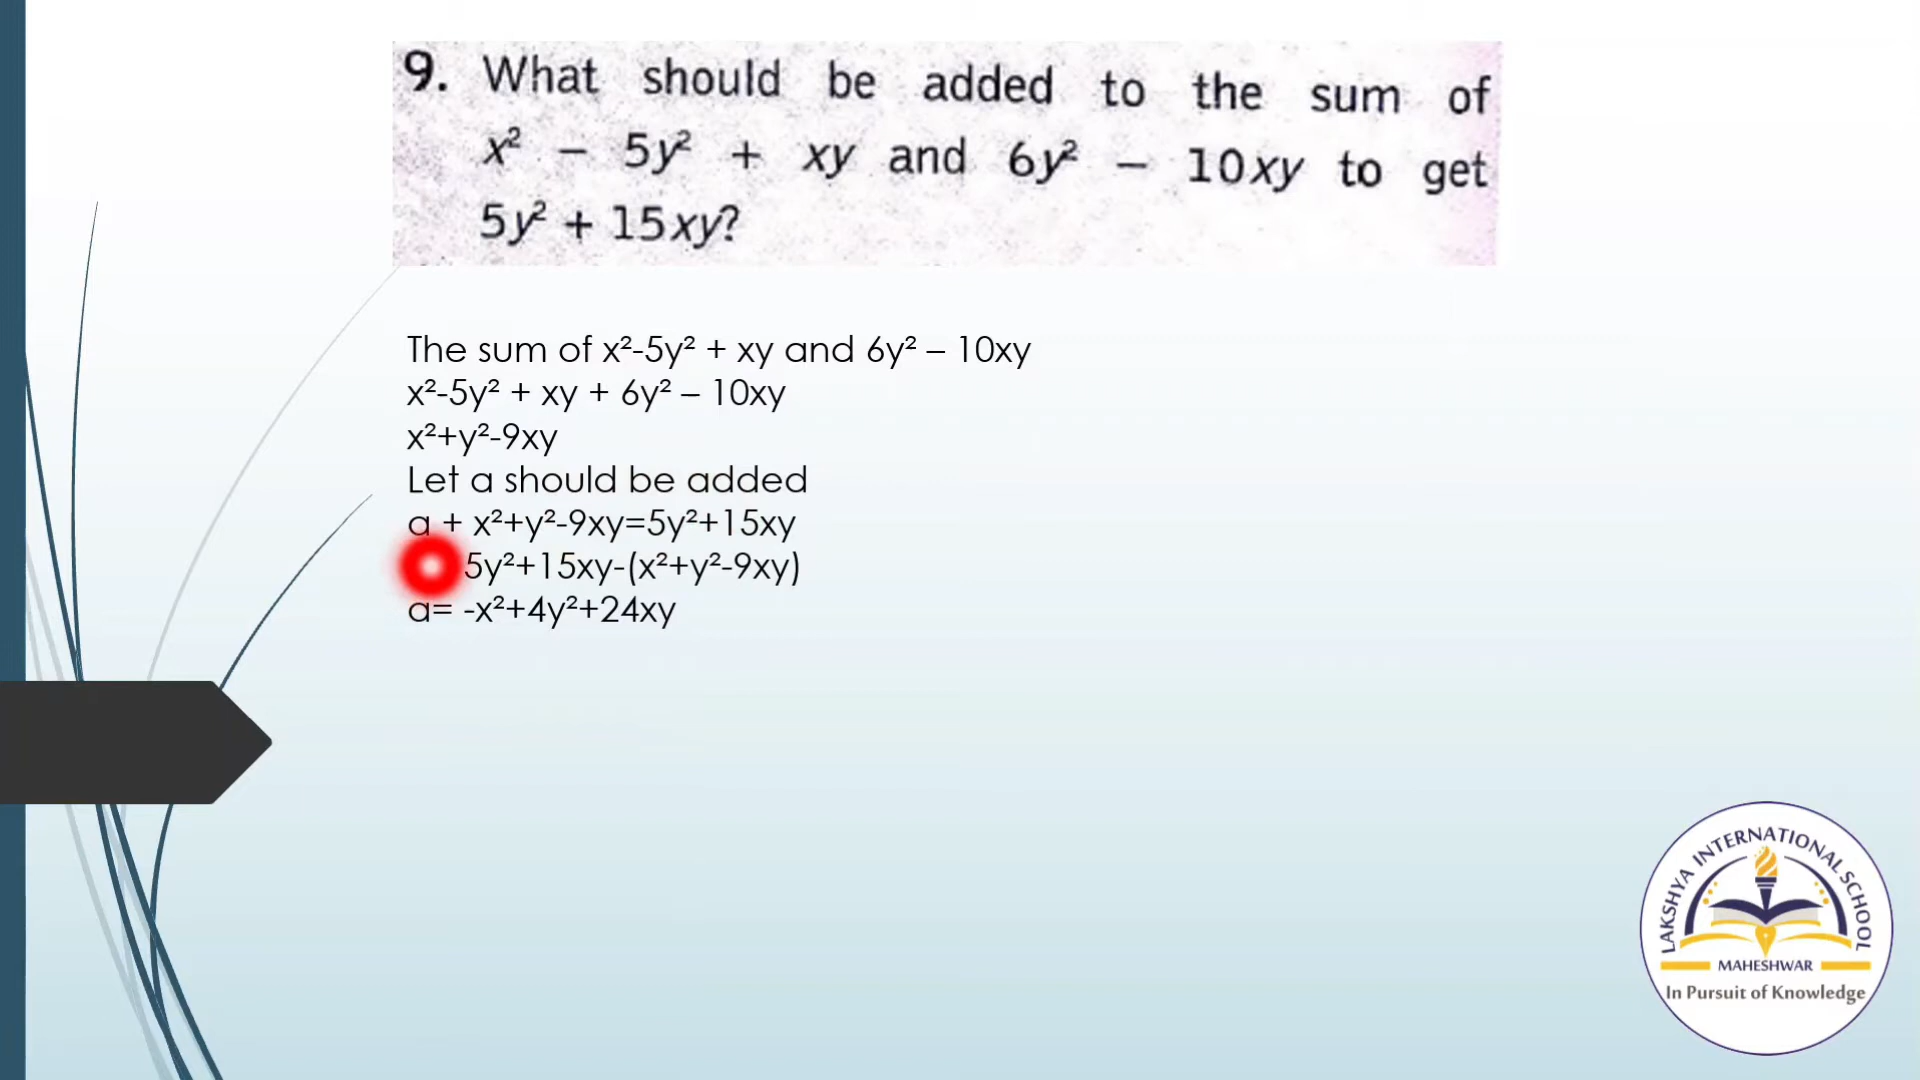 9. What should be added to the sum of
x² – 5y² + xy and 6y² – 10xy to get
5y² + 15xy?
The sum of x²-5y² + xy and 6y² – 10xy
x²-5y² + xy + 6y² – 10xy
x²+y²-9xy
Let a should be added
a + x²+y²-9xy=5y²+15xy
5y²+15xy-(x²+y²-9xy)
a= -x²+4y²+24xy
LAKSHYA INTERNATIONAL SCHOOL
MAHESHWAR
In Pursuit of Knowledge